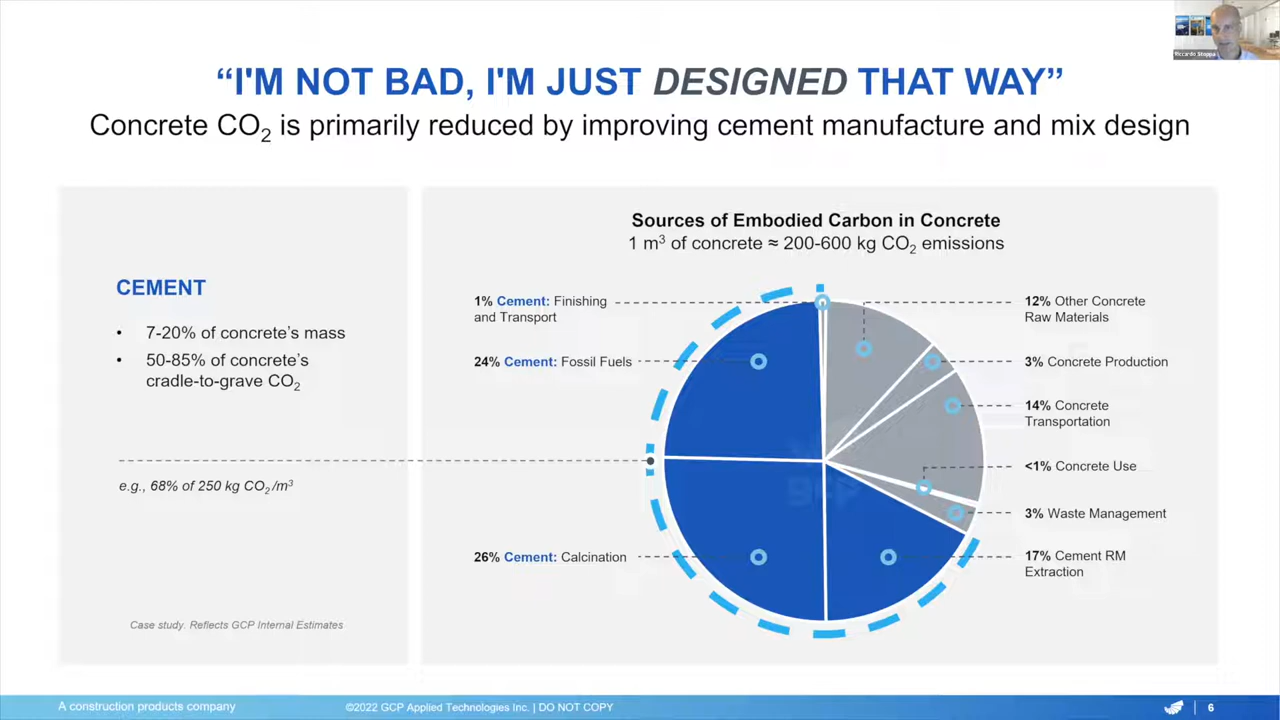 Riccardo Stoppa
“I'M NOT BAD, I'M JUST DESIGNED THAT WAY”
Concrete CO₂ is primarily reduced by improving cement manufacture and mix design
CEMENT
• 7-20% of concrete’s mass
• 50-85% of concrete’s
cradle-to-grave CO₂
e.g., 68% of 250 kg CO₂/m³
Case study. Reflects GCP Internal Estimates
Sources of Embodied Carbon in Concrete
1 m³ of concrete ≈ 200-600 kg CO₂ emissions
1% Cement: Finishing
and Transport
24% Cement: Fossil Fuels
26% Cement: Calcination
12% Other Concrete
Raw Materials
3% Concrete Production
14% Concrete
Transportation
<1% Concrete Use
3% Waste Management
17% Cement RM
Extraction
gcp
A construction products company
©2022 GCP Applied Technologies Inc. | DO NOT COPY
6